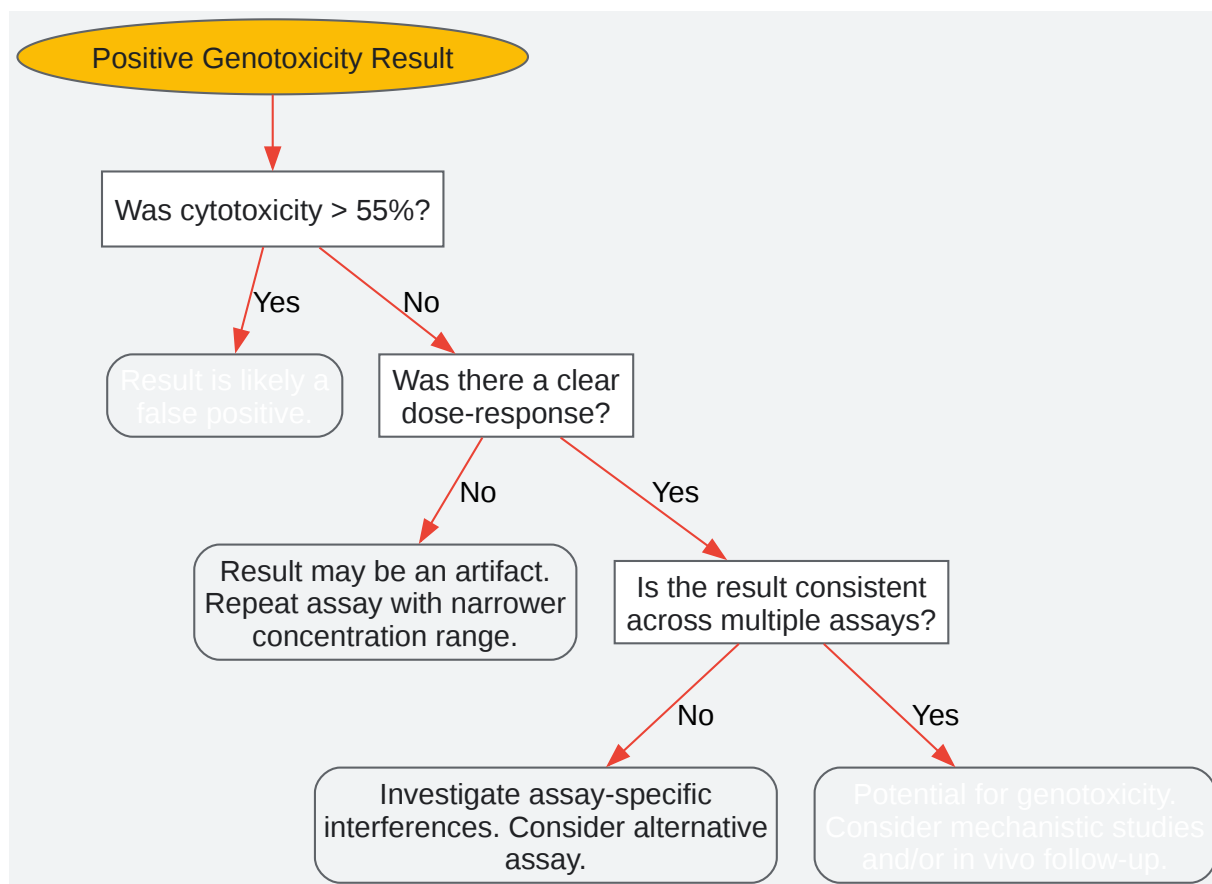 Positive Genotoxicity Result
Was cytotoxicity > 55%?
Yes
No
Result is likely a
false positive.
Was there a clear
dose-response?
No
Yes
Result may be an artifact.
Repeat assay with narrower
concentration range.
Is the result consistent
across multiple assays?
No
Yes
Investigate assay-specific
interferences. Consider alternative
assay.
Potential for genotoxicity.
Consider mechanistic studies
and/or in vivo follow-up.